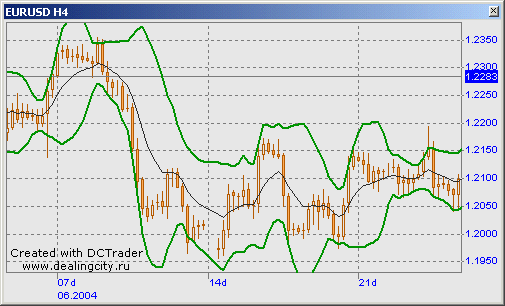 EURUSD H4
1.2350
1.2300
1.2283
1.2250
1.2200
1.2150
1.2100
1.2050
1.2000
1.1950
Created with DCTrader
www.dealingcity.ru
07d 14d 21d
06.2004